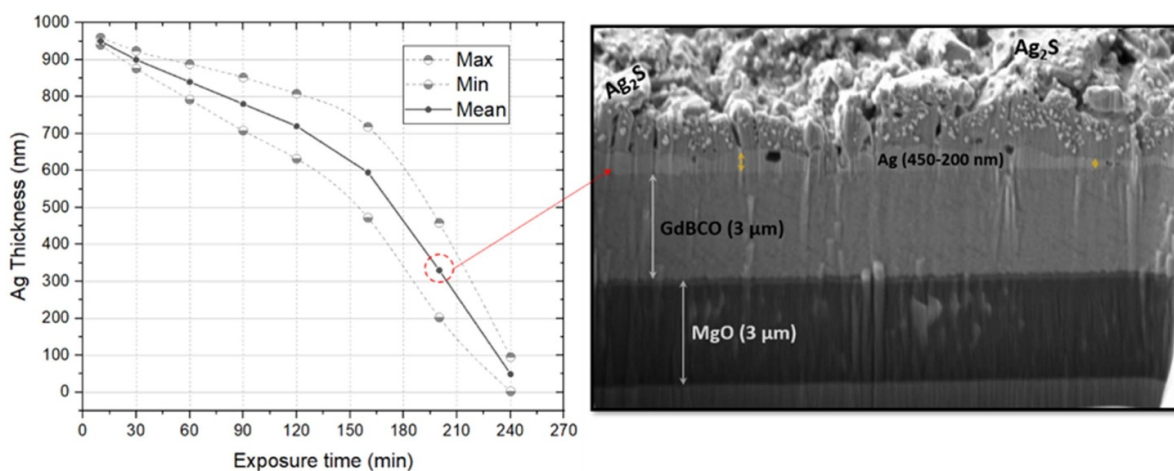 1000
900
800
700
600
500
400
300
200
100
0
Ag Thickness (nm)
Max
Min
Mean
0 30 60 90 120 150 180 210 240 270
Exposure time (min)
Ag₂S
Ag₂S
Ag (450-200 nm)
GdBCO (3 µm)
MgO (3 µm)